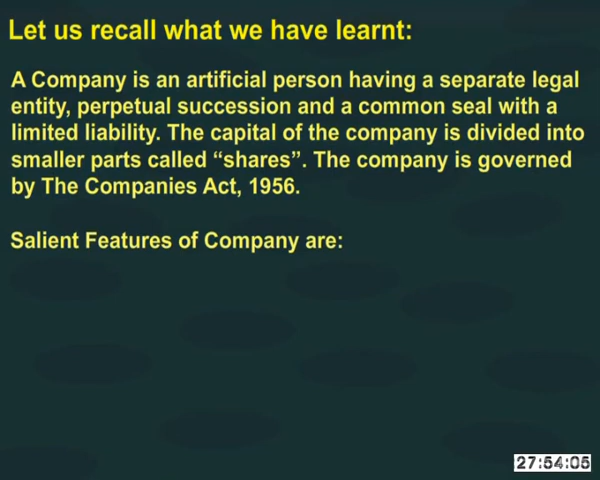 Let us recall what we have learnt:
A Company is an artificial person having a separate legal
entity, perpetual succession and a common seal with a
limited liability. The capital of the company is divided into
smaller parts called “shares”. The company is governed
by The Companies Act, 1956.
Salient Features of Company are:
27:54:05